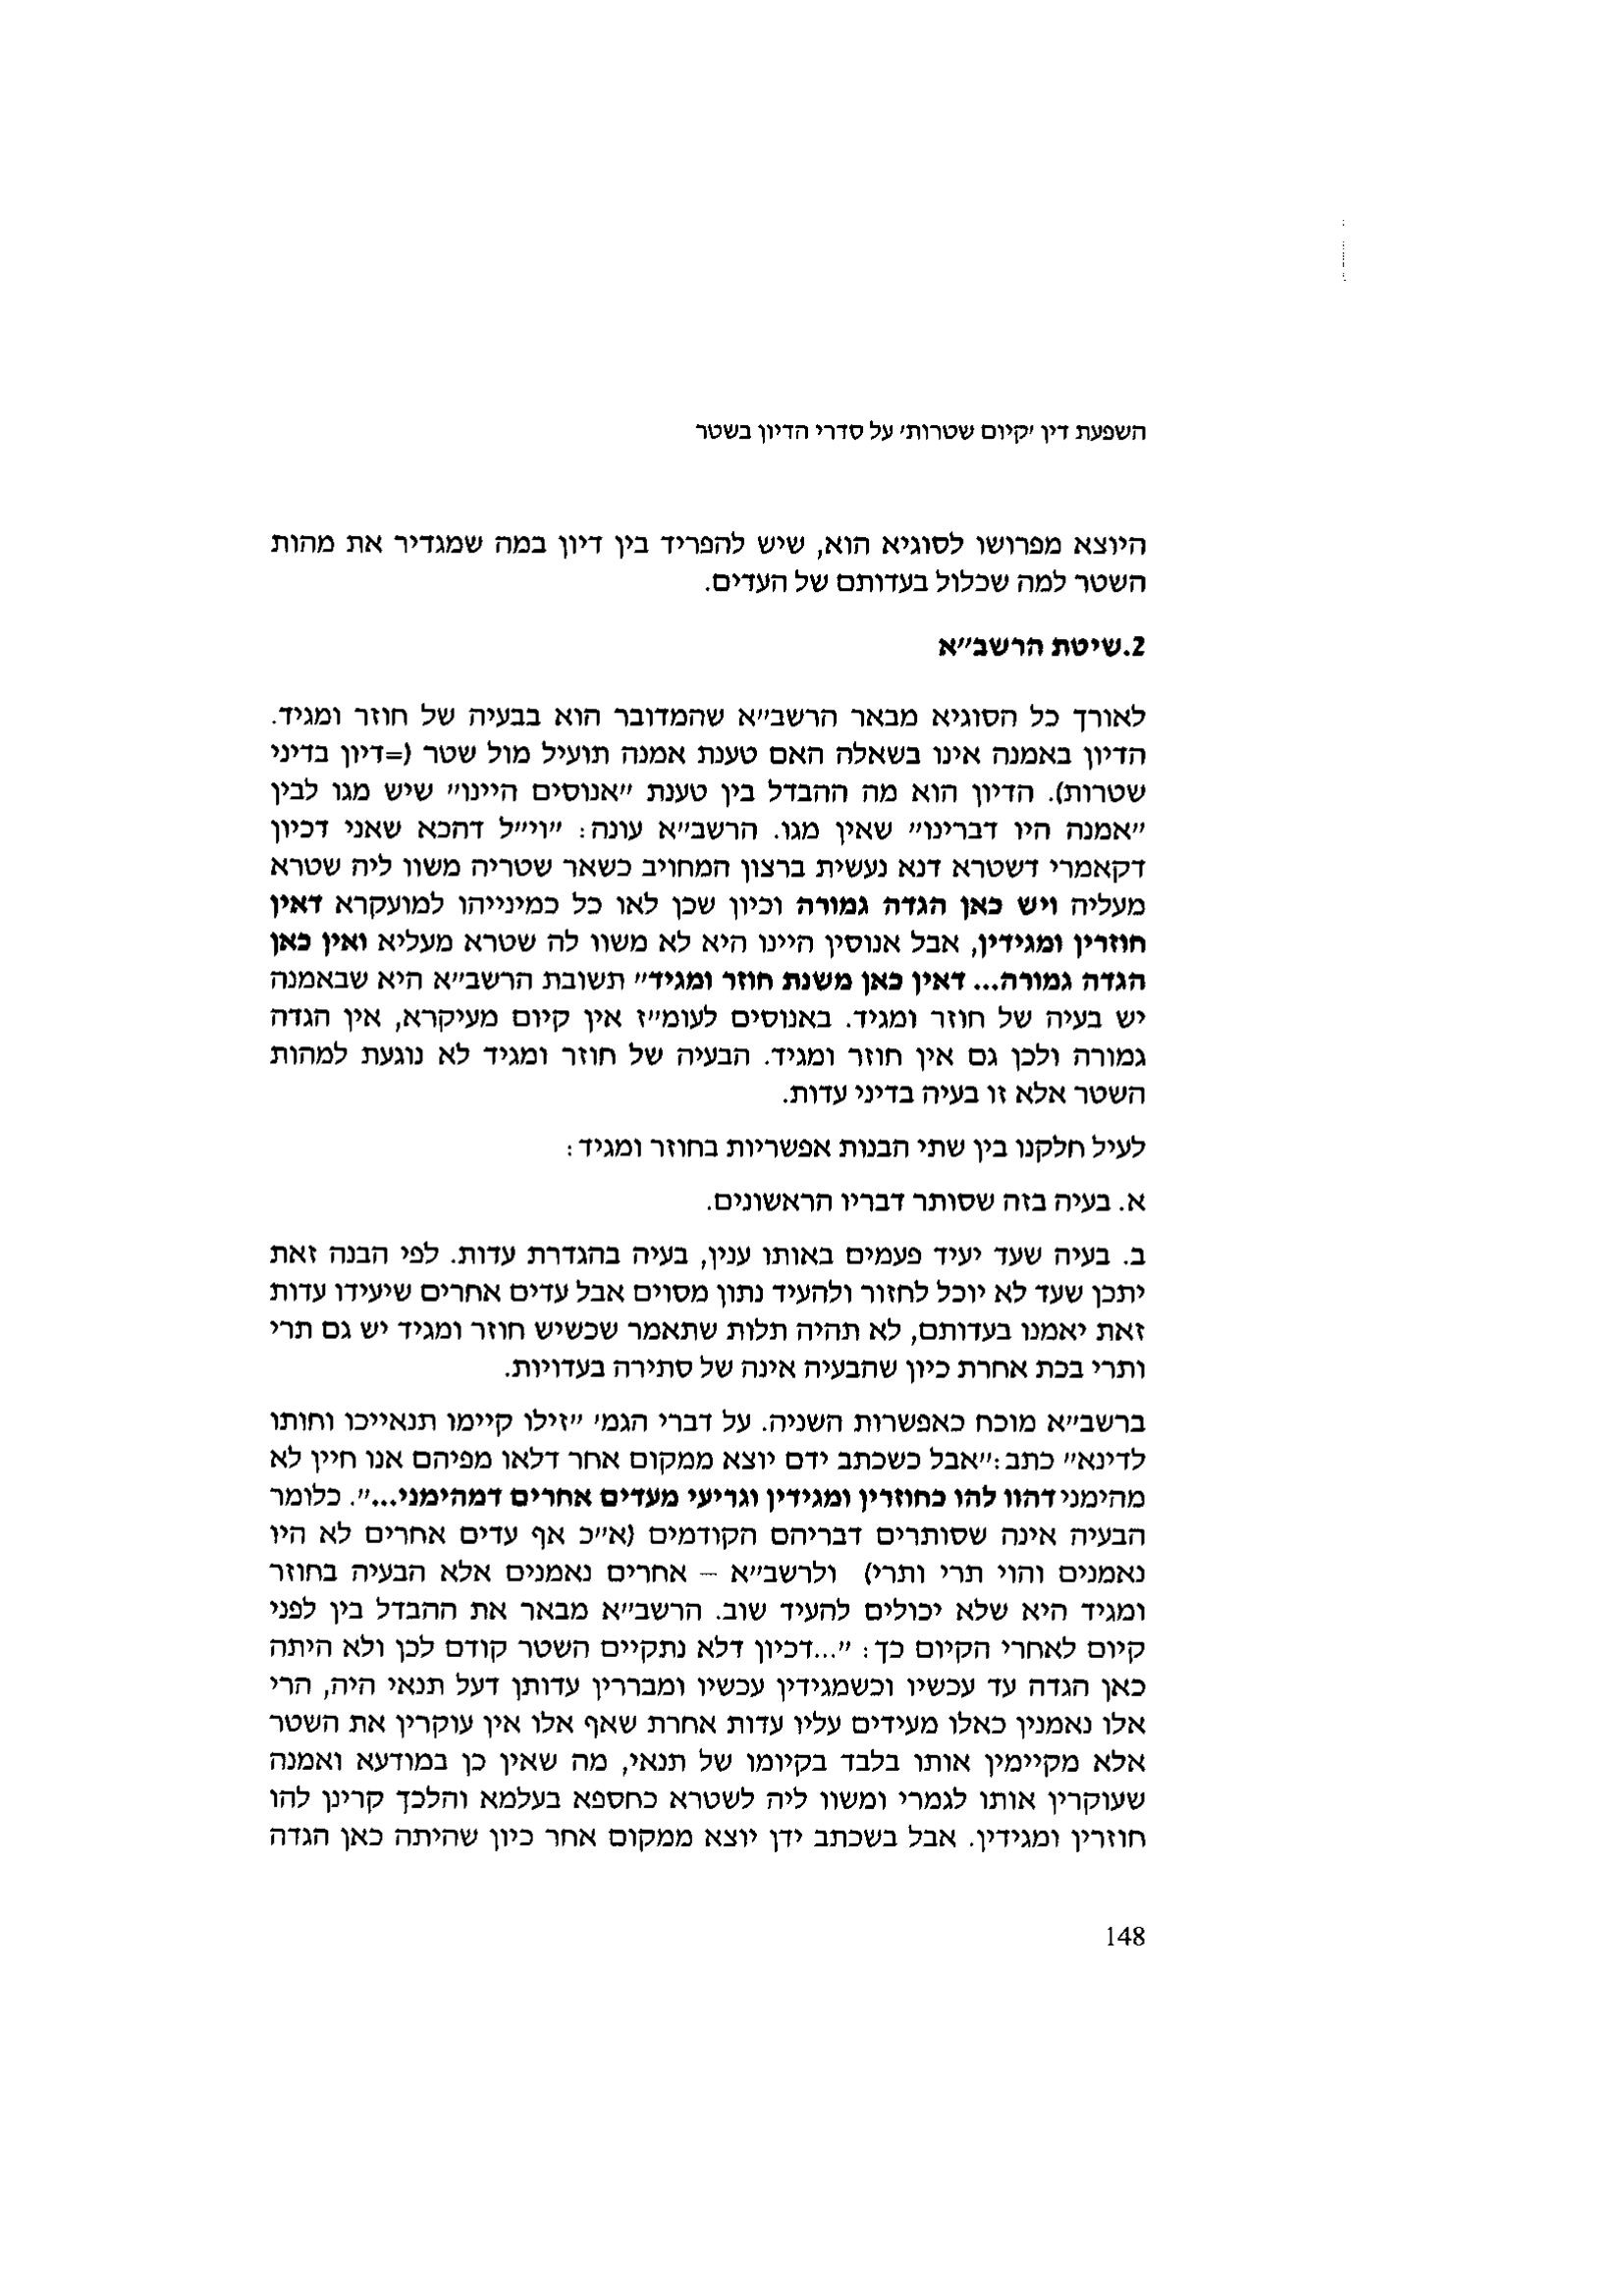 השפעת דין 'קיום שטרות' על סדרי הדיון בשטר
היוצא מפרושו לסוגיא הוא, שיש להפריד בין דיון במה שמגדיר את מהות
השטר למה שכלול בעדותם של העדים.
2.שיטת הרשב"א
לאורך כל הסוגיא מבאר הרשב"א שהמדובר הוא בבעיה של חוזר ומגיד.
הדיון באמנה אינו בשאלה האם טענת אמנה תועיל מול שטר (=דיון בדיני
שטרות). הדיון הוא מה ההבדל בין טענת "אנוסים היינו" שיש מגו לבין
"אמנה היו דברינו" שאין מגו. הרשב"א עונה: "וי"ל דהכא שאני דכיון
דקאמרי דשטרא דנא נעשית ברצון המחויב כשאר שטריה משוו ליה שטרא
מעליה ויש כאן הגדה גמורה וכיון שכן לאו כל כמינייהו למועקרא דאין
חוזרין ומגידין, אבל אנוסין היינו היא לא משוו לה שטרא מעליא ואין כאן
הגדה גמורה... דאין כאן משנת חוזר ומגיד" תשובת הרשב"א היא שבאמנה
יש בעיה של חוזר ומגיד. באנוסים לעומ"ז אין קיום מעיקרא, אין הגדה
גמורה ולכן גם אין חוזר ומגיד. הבעיה של חוזר ומגיד לא נוגעת למהות
השטר אלא זו בעיה בדיני עדות.
לעיל חלקנו בין שתי הבנות אפשריות בחוזר ומגיד:
א. בעיה בזה שסותר דבריו הראשונים.
ב. בעיה שעד יעיד פעמים באותו ענין, בעיה בהגדרת עדות. לפי הבנה זאת
יתכן שעד לא יוכל לחזור ולהעיד נתון מסוים אבל עדים אחרים שיעידו עדות
זאת יאמנו בעדותם, לא תהיה תלות שתאמר שכשיש חוזר ומגיד יש גם תרי
ותרי בכת אחרת כיון שהבעיה אינה של סתירה בעדויות.
ברשב"א מוכח כאפשרות השניה. על דברי הגמ' "זילו קיימו תנאייכו וחותו
לדינא" כתב:"אבל כשכתב ידם יוצא ממקום אחר דלאו מפיהם אנו חיין לא
מהימני דהוו להו כחוזרין ומגידין וגריעי מעדים אחרים דמהימני...". כלומר
הבעיה אינה שסותרים דבריהם הקודמים (א"כ אף עדים אחרים לא היו
נאמנים והוי תרי ותרי) ולרשב"א – אחרים נאמנים אלא הבעיה בחוזר
ומגיד היא שלא יכולים להעיד שוב. הרשב"א מבאר את ההבדל בין לפני
קיום לאחרי הקיום כך: "...דכיון דלא נתקיים השטר קודם לכן ולא היתה
כאן הגדה עד עכשיו וכשמגידין עכשיו ומבררין עדותן דעל תנאי היה, הרי
אלו נאמנין כאלו מעידים עליו עדות אחרת שאף אלו אין עוקרין את השטר
אלא מקיימין אותו בלבד בקיומו של תנאי, מה שאין כן במודעא ואמנה
שעוקרין אותו לגמרי ומשוו ליה לשטרא כחספא בעלמא והלכך קרינן להו
חוזרין ומגידין. אבל בשכתב ידן יוצא ממקום אחר כיון שהיתה כאן הגדה
148